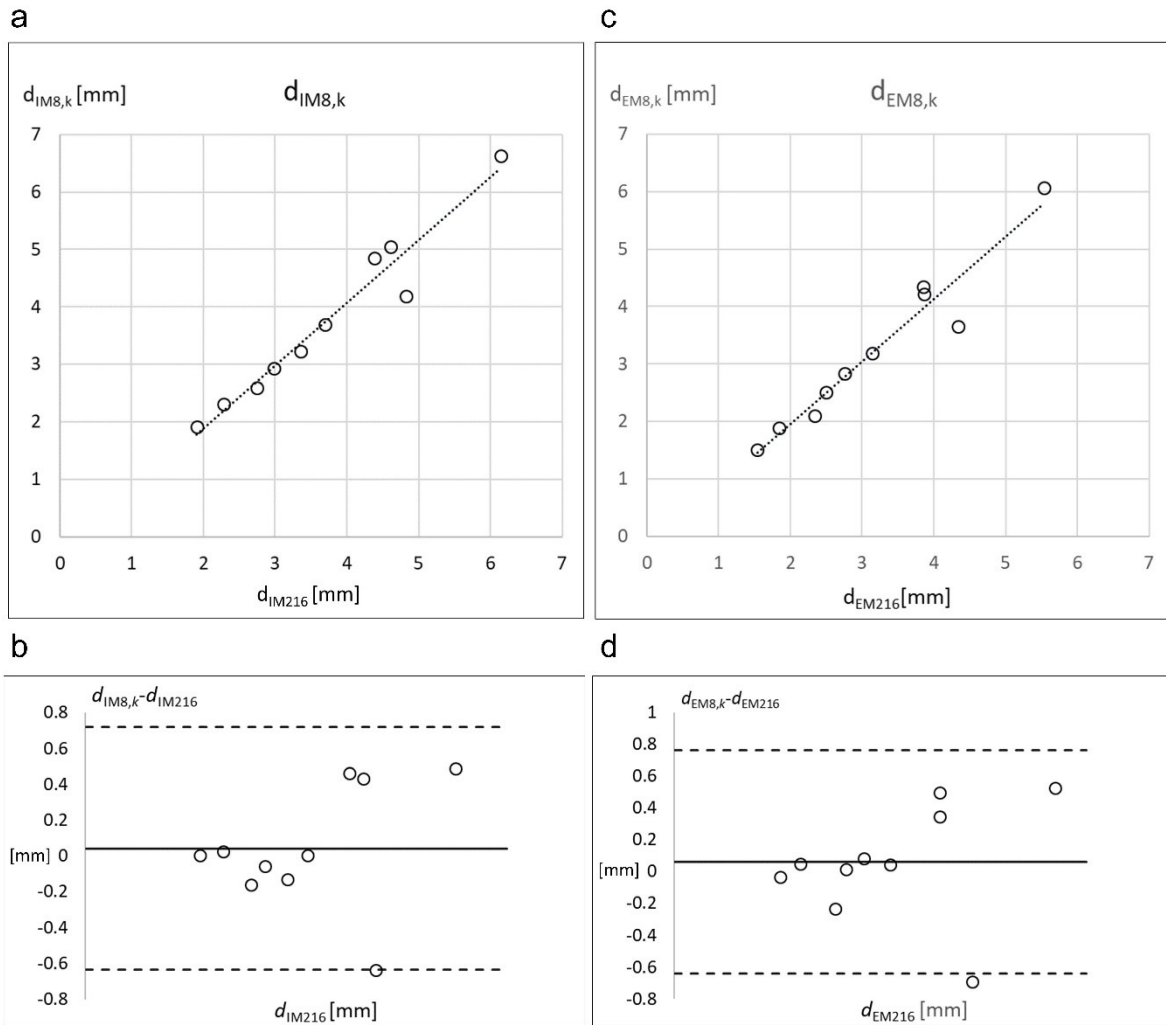 a
d_IM8,k [mm]
d_IM8,k
7
6
5
4
3
2
1
0
0 1 2 3 4 5 6 7
d_IM216 [mm]
c
d_EM8,k [mm]
d_EM8,k
7
6
5
4
3
2
1
0
0 1 2 3 4 5 6 7
d_EM216[mm]
b
d_IM8,k-d_IM216
0.8
0.6
0.4
0.2
[mm] 0
-0.2
-0.4
-0.6
-0.8
d_IM216 [mm]
d
d_EM8,k-d_EM216
1
0.8
0.6
0.4
0.2
[mm] 0
-0.2
-0.4
-0.6
-0.8
d_EM216 [mm]